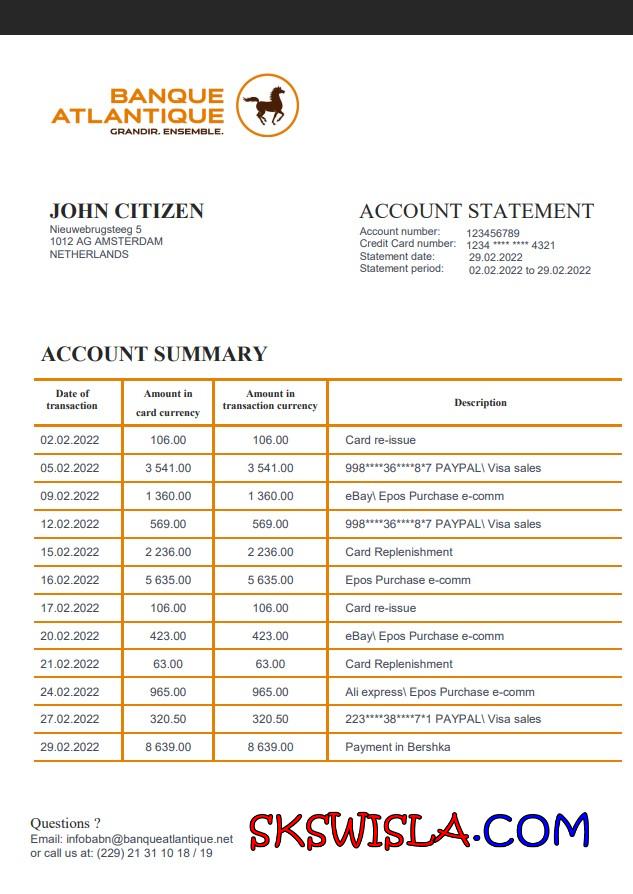 BANQUE
ATLANTIQUE
GRANDIR. ENSEMBLE.
JOHN CITIZEN
Nieuwebrugsteeg 5
1012 AG AMSTERDAM
NETHERLANDS
ACCOUNT STATEMENT
Account number: 123456789
Credit Card number: 1234 **** **** 4321
Statement date: 29.02.2022
Statement period: 02.02.2022 to 29.02.2022
ACCOUNT SUMMARY
Date of transaction Amount in card currency Amount in transaction currency Description
02.02.2022 106.00 106.00 Card re-issue
05.02.2022 3 541.00 3 541.00 998****36****8*7 PAYPAL\ Visa sales
09.02.2022 1 360.00 1 360.00 eBay\ Epos Purchase e-comm
12.02.2022 569.00 569.00 998****36****8*7 PAYPAL\ Visa sales
15.02.2022 2 236.00 2 236.00 Card Replenishment
16.02.2022 5 635.00 5 635.00 Epos Purchase e-comm
17.02.2022 106.00 106.00 Card re-issue
20.02.2022 423.00 423.00 eBay\ Epos Purchase e-comm
21.02.2022 63.00 63.00 Card Replenishment
24.02.2022 965.00 965.00 Ali express\ Epos Purchase e-comm
27.02.2022 320.50 320.50 223****38****7*1 PAYPAL\ Visa sales
29.02.2022 8 639.00 8 639.00 Payment in Bershka
Questions ?
Email: infobabn@banqueatlantique.net
or call us at: (229) 21 31 10 18 / 19
SKSWISLA.COM